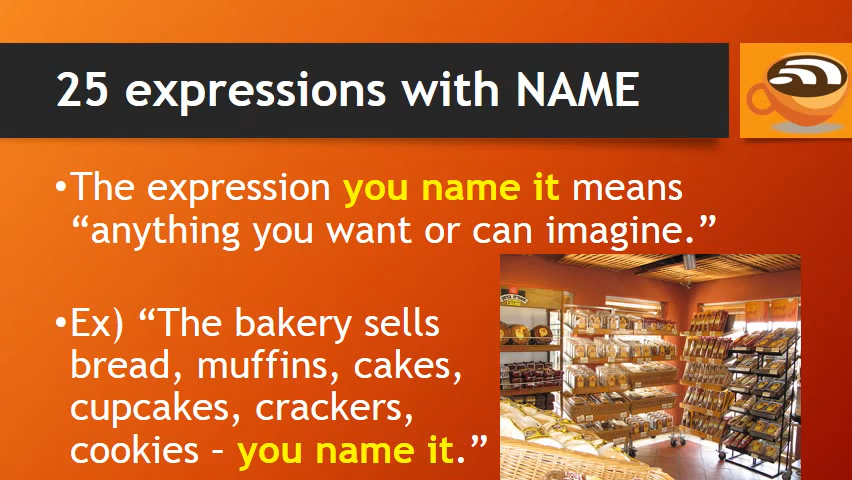 25 expressions with NAME
•The expression you name it means
“anything you want or can imagine.”
•Ex) “The bakery sells
bread, muffins, cakes,
cupcakes, crackers,
cookies – you name it.”